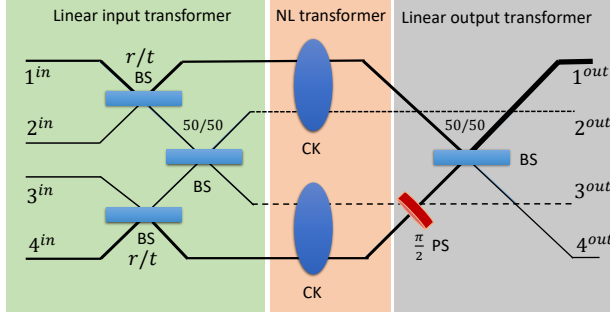 Linear input transformer
NL transformer
Linear output transformer
1^{in}
r/t
BS
1^{out}
2^{in}
50/50
CK
50/50
2^{out}
BS
BS
3^{in}
3^{out}
4^{in}
BS
r/t
CK
π/2 PS
4^{out}